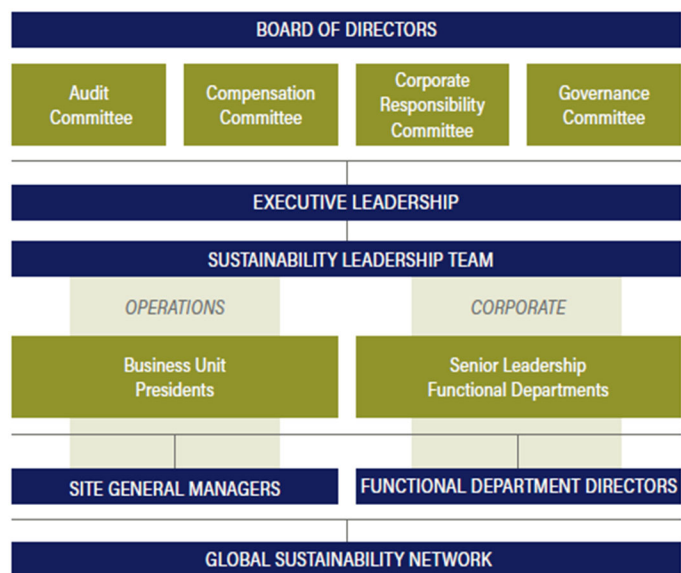 BOARD OF DIRECTORS
Audit
Committee
Compensation
Committee
Corporate
Responsibility
Committee
Governance
Committee
EXECUTIVE LEADERSHIP
SUSTAINABILITY LEADERSHIP TEAM
OPERATIONS
CORPORATE
Business Unit
Presidents
Senior Leadership
Functional Departments
SITE GENERAL MANAGERS
FUNCTIONAL DEPARTMENT DIRECTORS
GLOBAL SUSTAINABILITY NETWORK